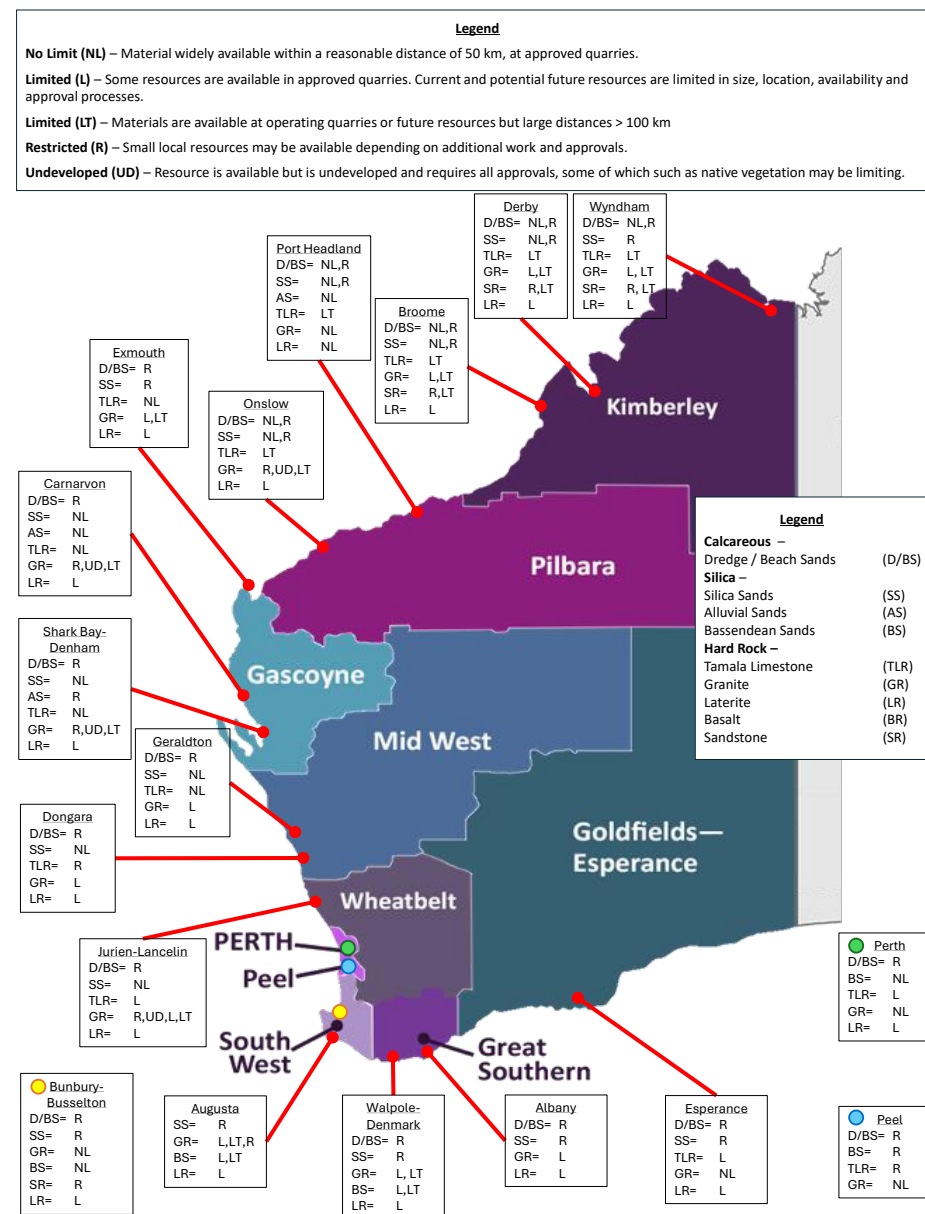 Legend
No Limit (NL) – Material widely available within a reasonable distance of 50 km, at approved quarries.
Limited (L) – Some resources are available in approved quarries. Current and potential future resources are limited in size, location, availability and
approval processes.
Limited (LT) – Materials are available at operating quarries or future resources but large distances > 100 km
Restricted (R) – Small local resources may be available depending on additional work and approvals.
Undeveloped (UD) – Resource is available but is undeveloped and requires all approvals, some of which such as native vegetation may be limiting.
Derby
D/BS= NL,R
SS= NL,R
TLR= LT
GR= L,LT
SR= R,LT
LR= L
Wyndham
D/BS= NL,R
SS= R
TLR= LT
GR= L, LT
SR= R, LT
LR= L
Port Headland
D/BS= NL,R
SS= NL,R
AS= NL
TLR= LT
GR= NL
LR= NL
Broome
D/BS= NL,R
SS= NL,R
TLR= LT
GR= L,LT
SR= R,LT
LR= L
Exmouth
D/BS= R
SS= R
TLR= NL
GR= L,LT
LR= L
Onslow
D/BS= NL,R
SS= NL,R
TLR= LT
GR= R,UD,LT
LR= L
Kimberley
Carnarvon
D/BS= R
SS= NL
AS= NL
TLR= NL
GR= R,UD,LT
LR= L
Pilbara
Legend
Calcareous –
Dredge / Beach Sands (D/BS)
Silica –
Silica Sands (SS)
Alluvial Sands (AS)
Bassendean Sands (BS)
Hard Rock –
Tamala Limestone (TLR)
Granite (GR)
Laterite (LR)
Basalt (BR)
Sandstone (SR)
Shark Bay-
Denham
D/BS= R
SS= NL
AS= R
TLR= NL
GR= R,UD,LT
LR= L
Gascoyne
Mid West
Geraldton
D/BS= R
SS= NL
TLR= NL
GR= L
LR= L
Dongara
D/BS= R
SS= NL
TLR= R
GR= L
LR= L
Goldfields—
Esperance
Wheatbelt
Jurien-Lancelin
D/BS= R
SS= NL
TLR= L
GR= R,UD,L,LT
LR= L
PERTH
Peel
South
West
Great
Southern
Perth
D/BS= R
BS= NL
TLR= L
GR= NL
LR= L
Bunbury-
Busselton
D/BS= R
SS= R
GR= NL
BS= NL
SR= R
LR= L
Augusta
SS= R
GR= L,LT,R
BS= L,LT
LR= L
Walpole-
Denmark
D/BS= R
SS= R
GR= L, LT
BS= L,LT
LR= L
Albany
D/BS= R
SS= R
GR= L
LR= L
Esperance
D/BS= R
SS= R
TLR= L
GR= NL
LR= L
Peel
D/BS= R
BS= R
TLR= R
GR= NL